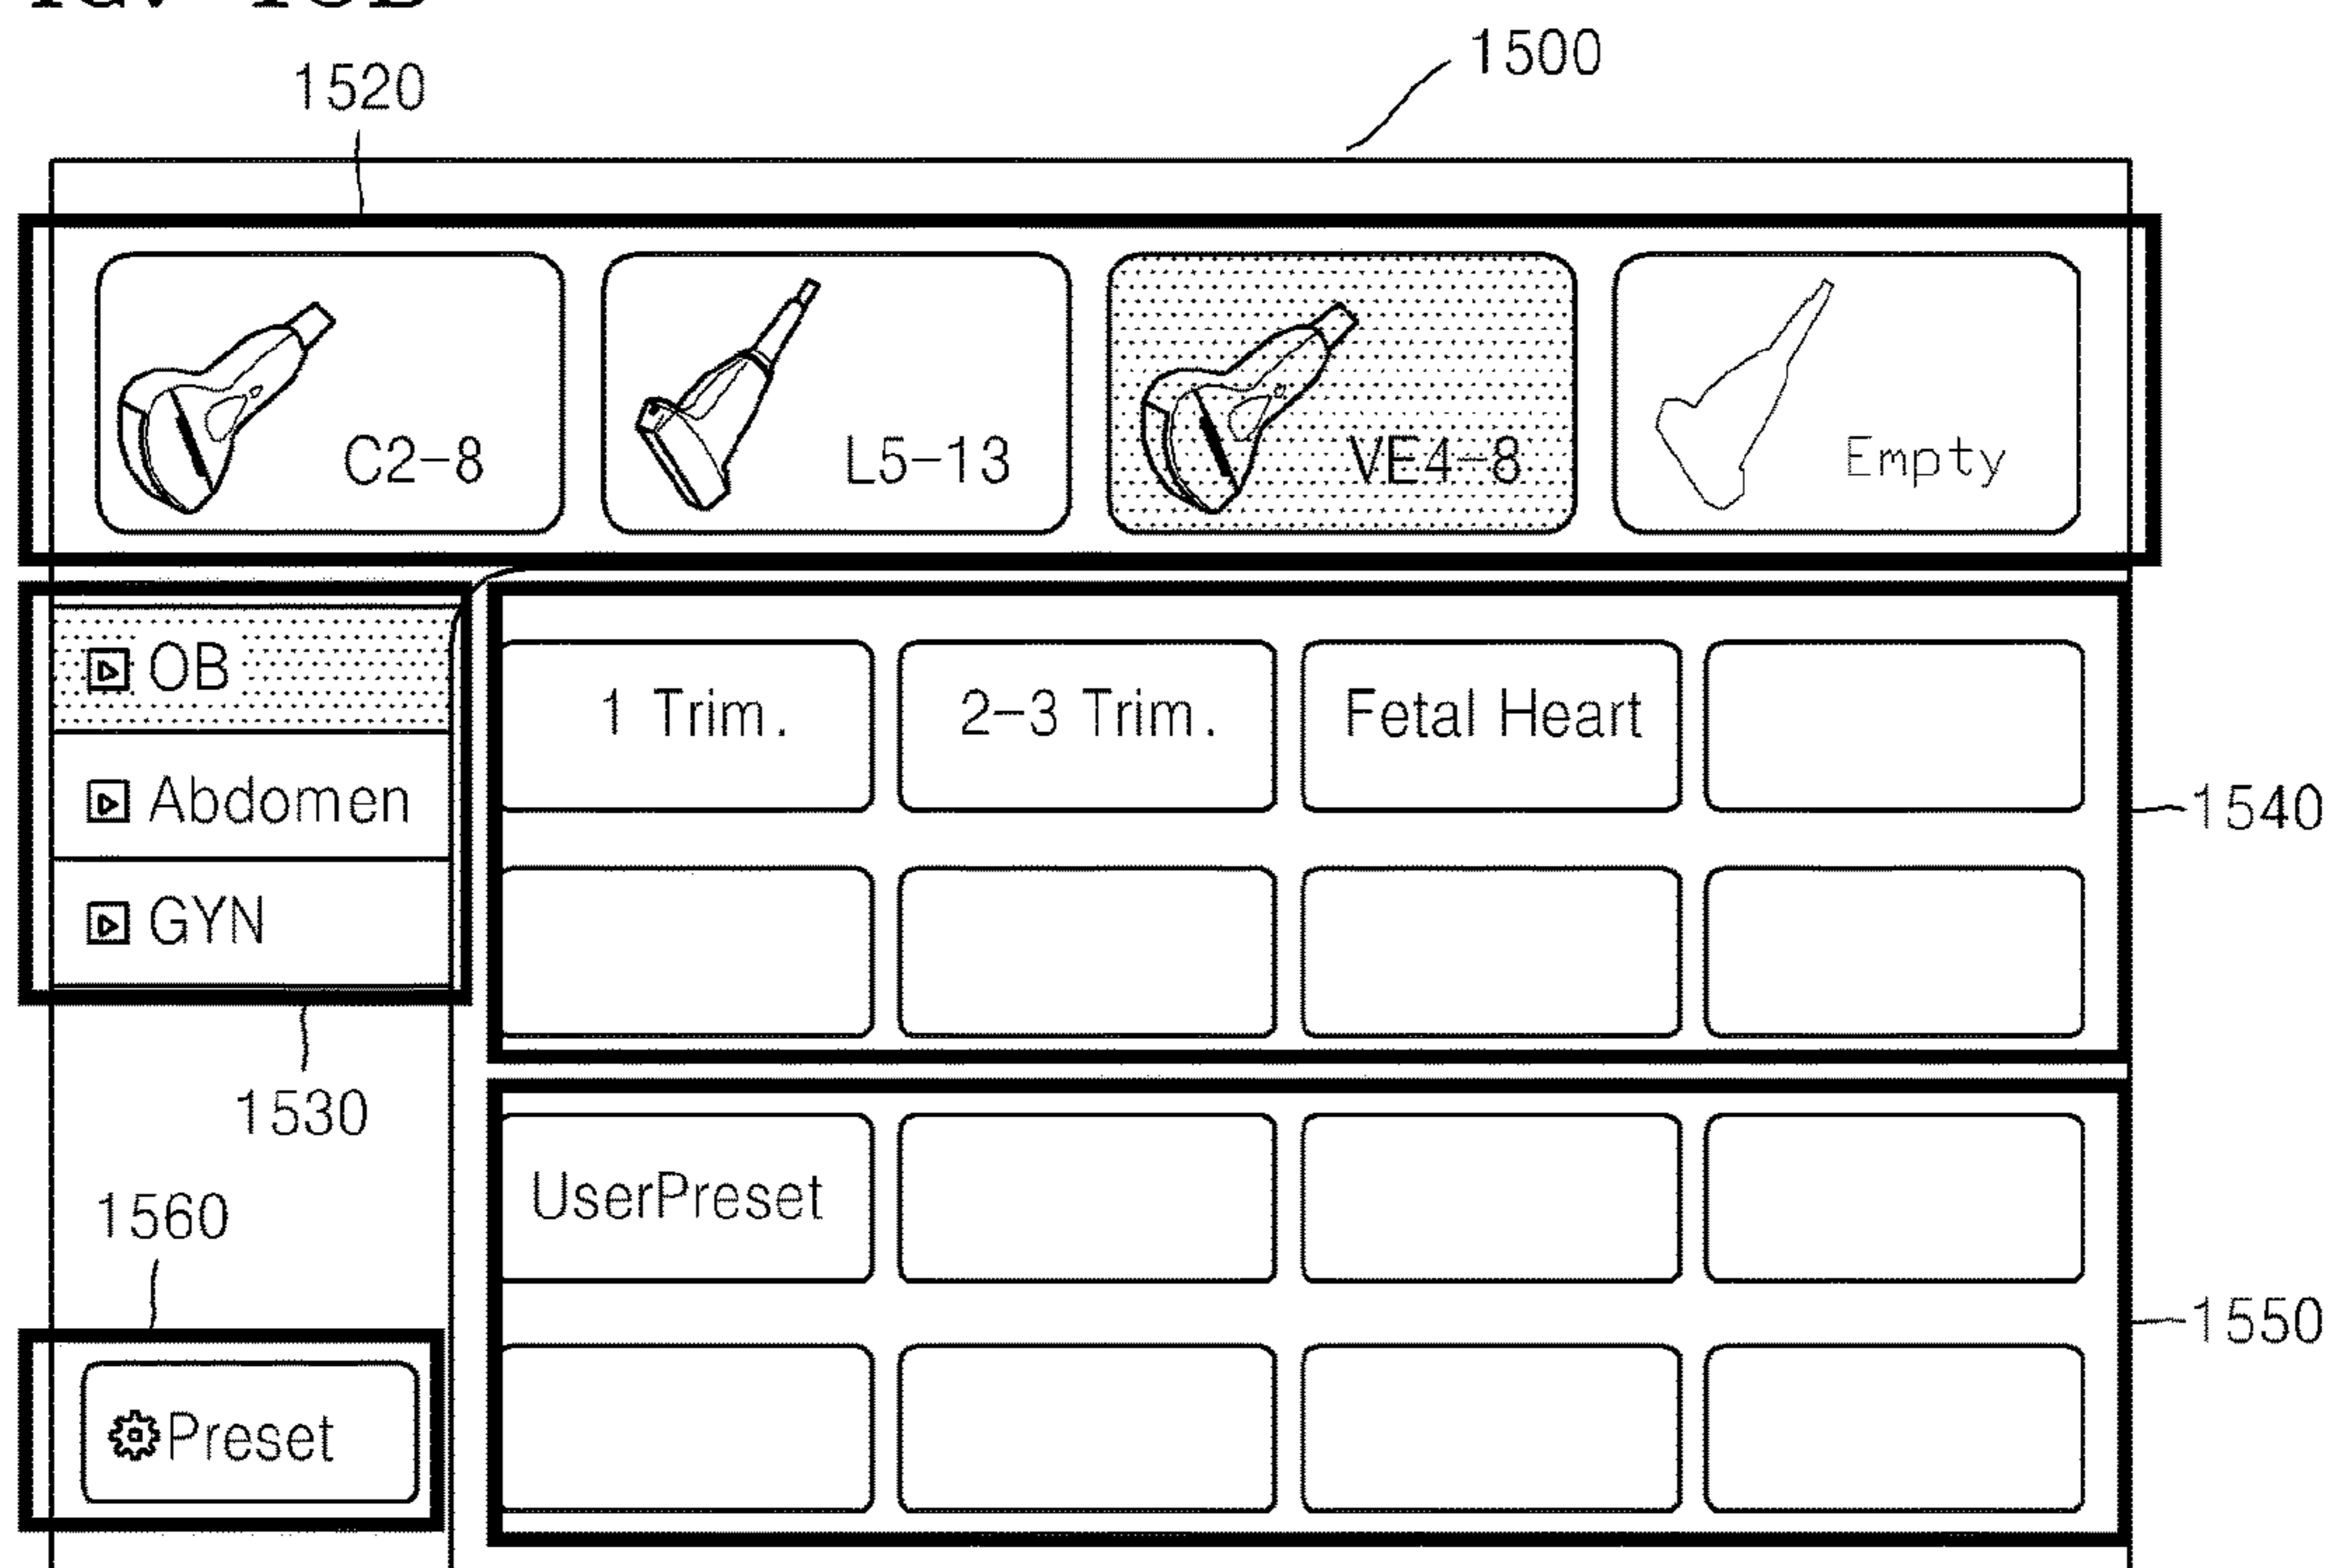 1500
1520
C2-8
L5-13
VE4-8
Empty
OB
1 Trim.
2-3 Trim.
Fetal Heart
Abdomen
1540
GYN
1530
UserPreset
1560
1550
Preset